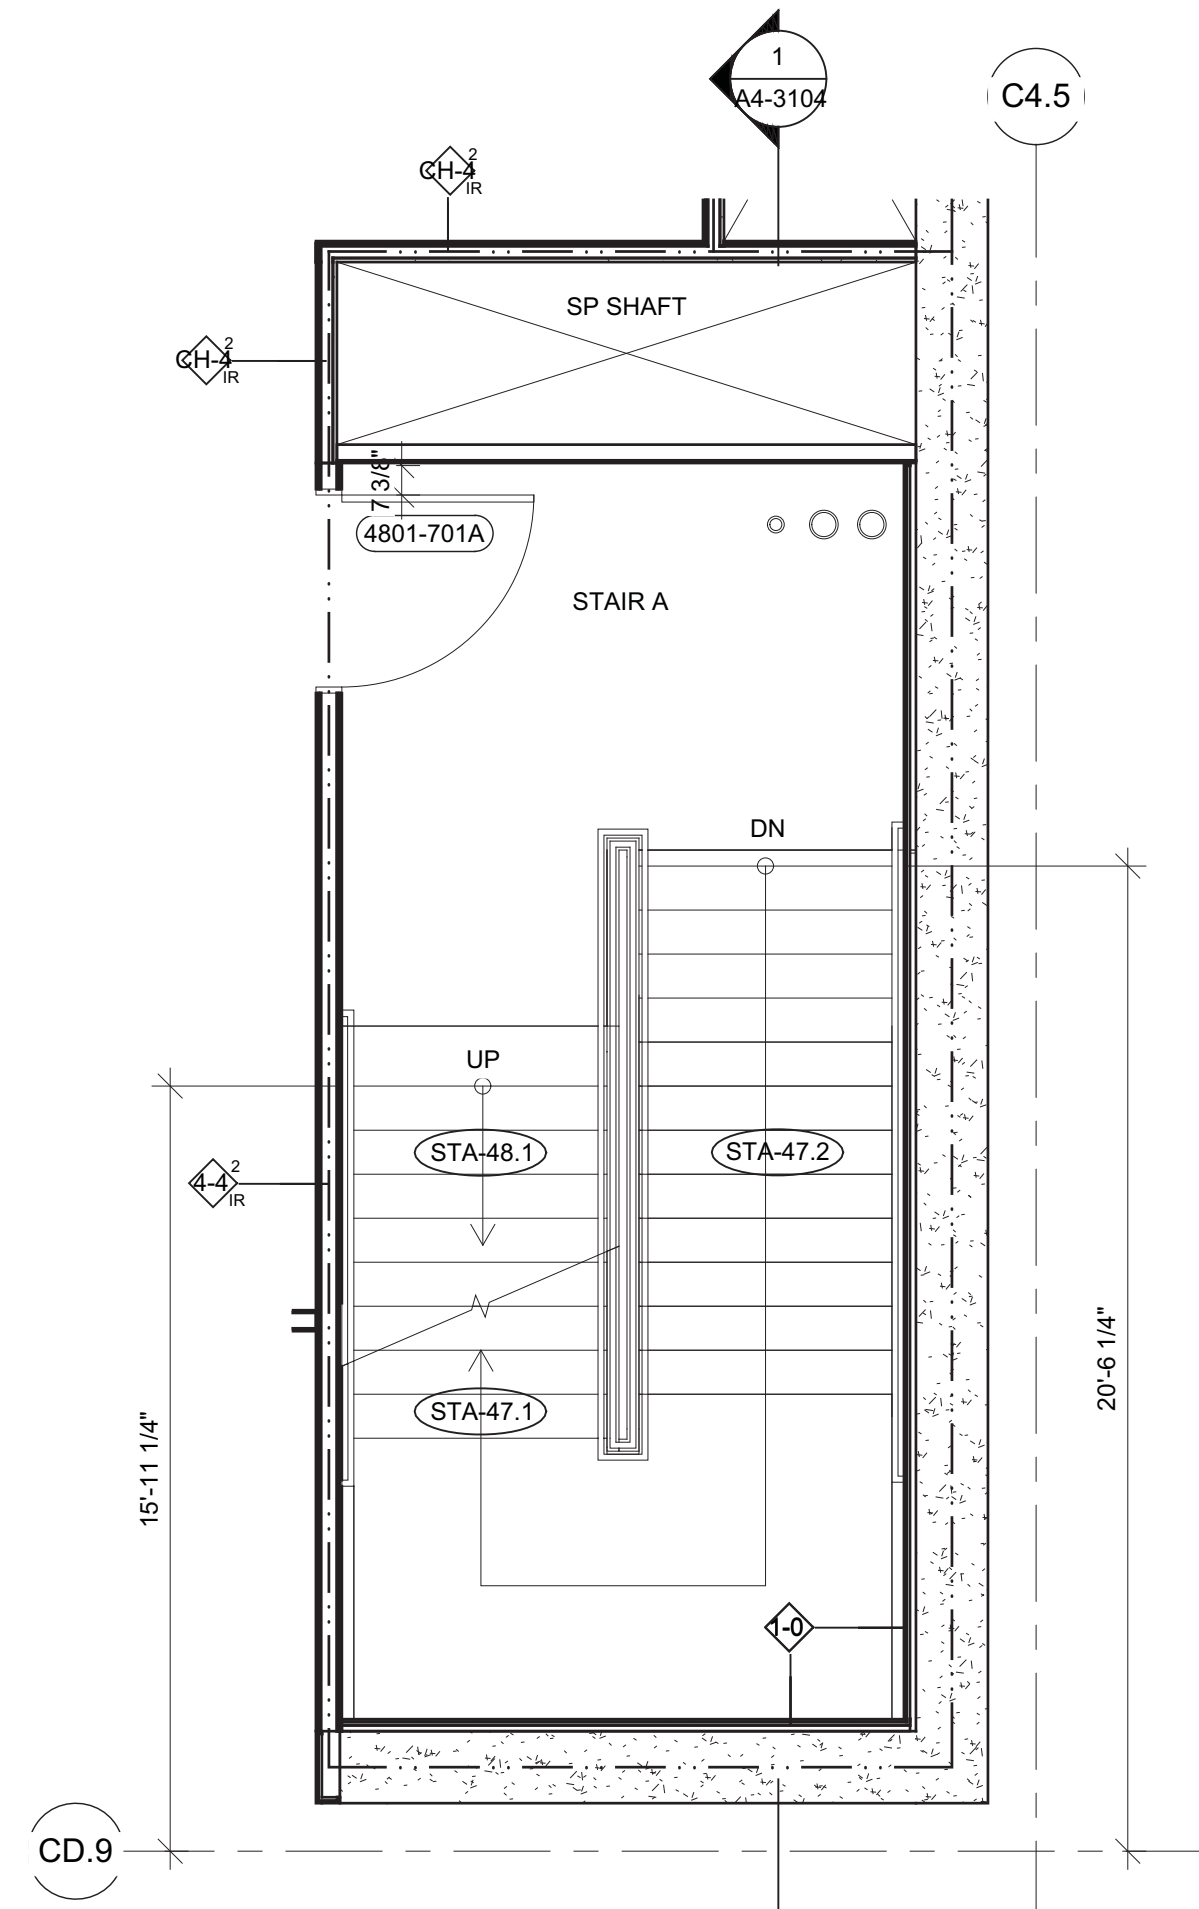 1
A4-3104
C4.5
CH-4
2
IR
SP SHAFT
CH-4
2
IR
7 3/8"
4801-701A
STAIR A
DN
UP
STA-48.1
STA-47.2
4-4
2
IR
20'-6 1/4"
STA-47.1
15'-11 1/4"
1-0
CD.9